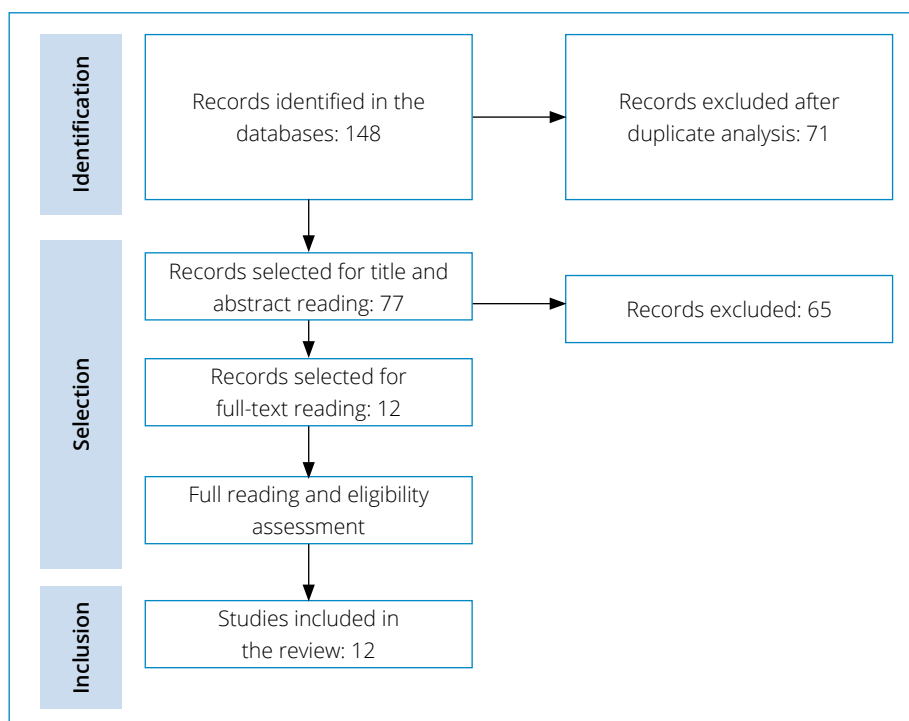 Identification
Records identified in the
databases: 148
Records excluded after
duplicate analysis: 71
Selection
Records selected for title and
abstract reading: 77
Records excluded: 65
Records selected for
full-text reading: 12
Full reading and eligibility
assessment
Inclusion
Studies included in
the review: 12